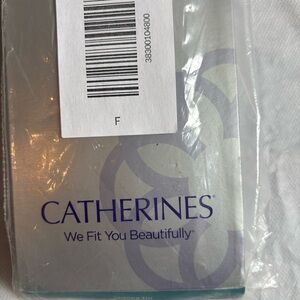 38300104800
F
CATHERINES®
We Fit You Beautifully®